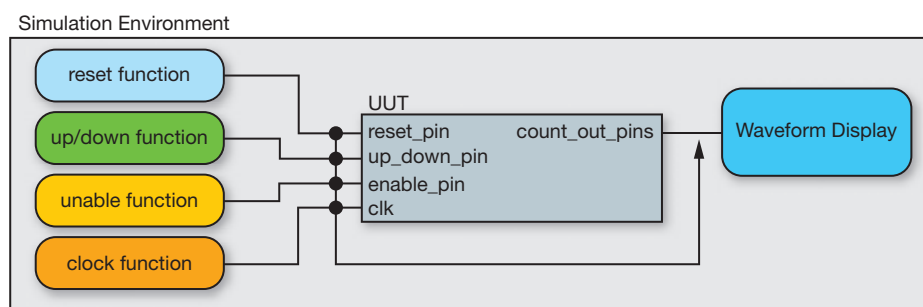 Simulation Environment
reset function
up/down function
unable function
clock function
UUT
reset_pin
up_down_pin
enable_pin
clk
count_out_pins
Waveform Display